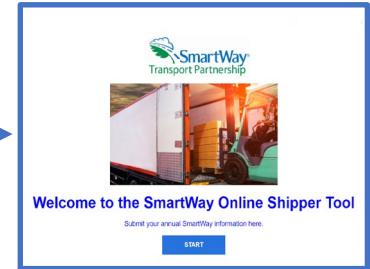 SmartWay
Transport Partnership
Welcome to the SmartWay Online Shipper Tool
Submit your annual SmartWay information here.
START